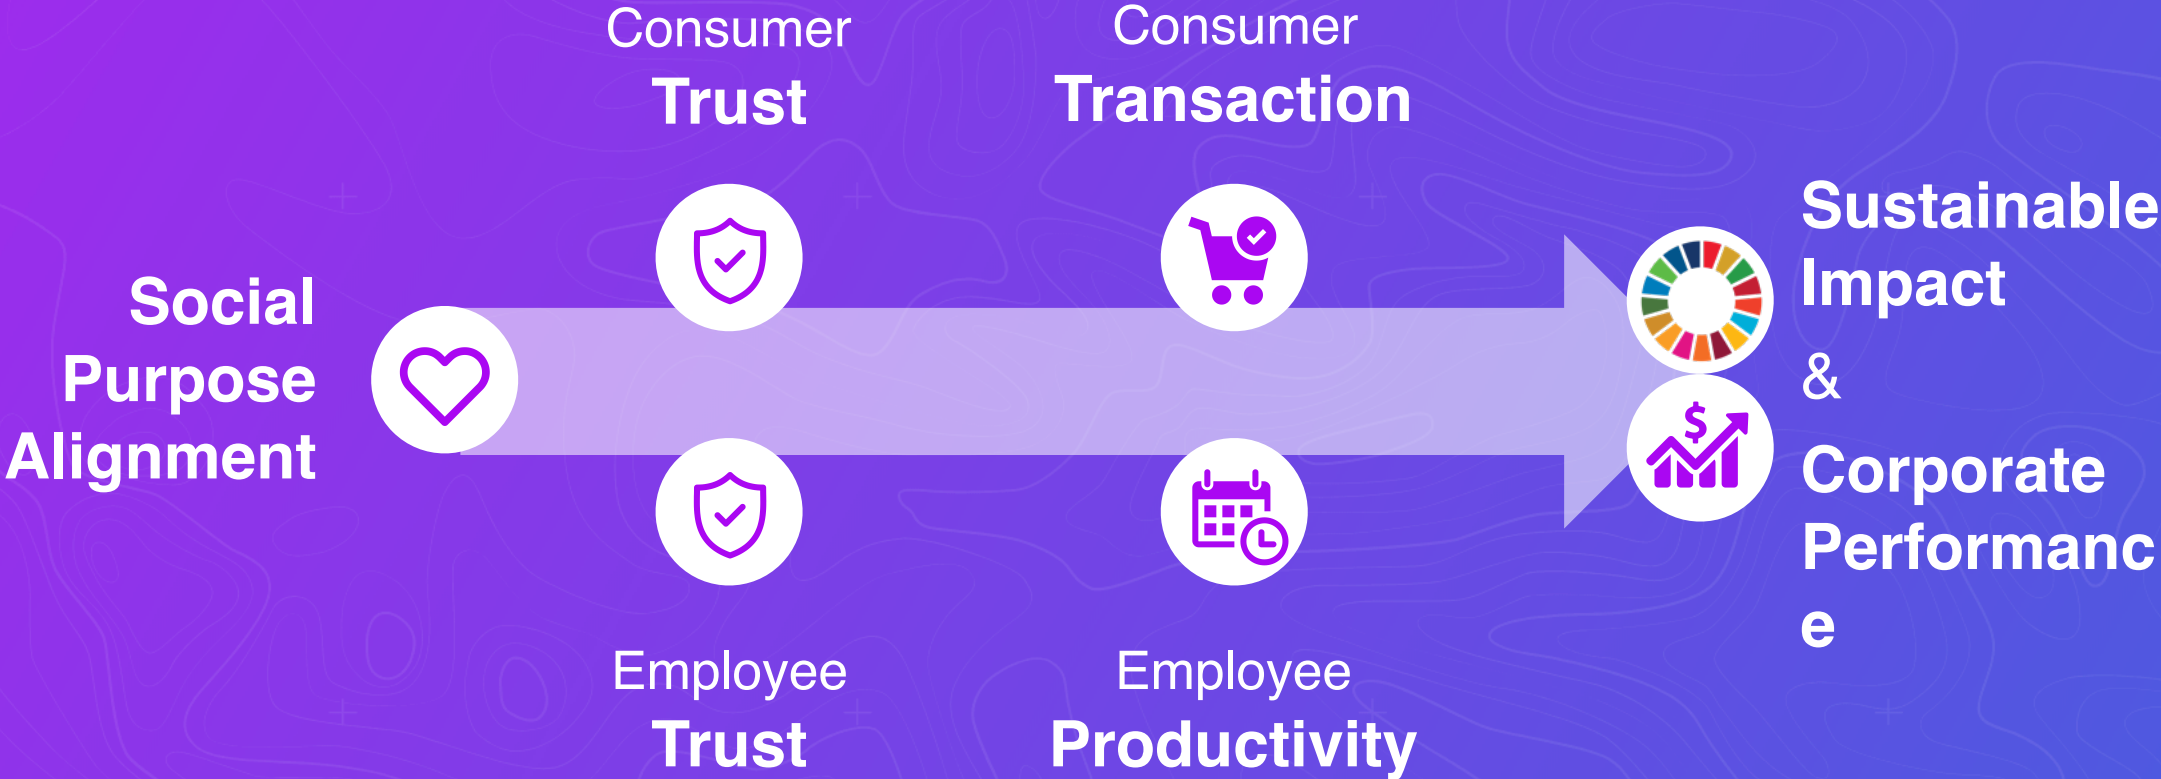 Consumer
Trust
Consumer
Transaction
Social
Purpose
Alignment
Sustainable
Impact
&
Corporate
Performanc
e
$
Employee
Trust
Employee
Productivity